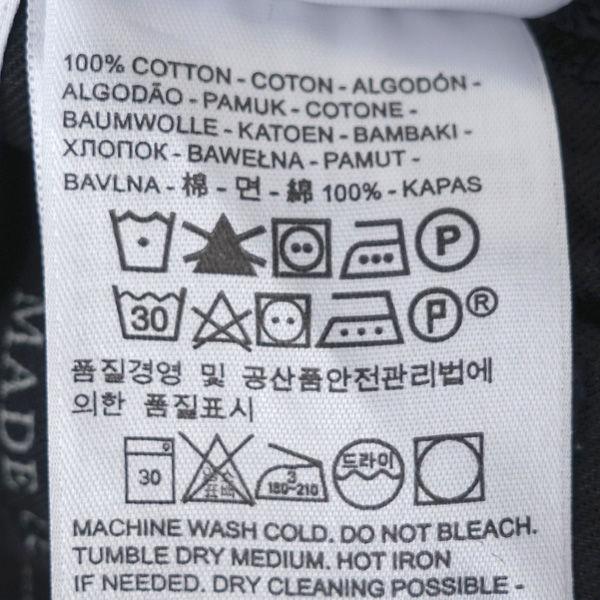 100% COTTON - COTON - ALGODÓN -
ALGODÃO - PAMUK - COTONE -
BAUMWOLLE - KATOEN - BAMBAKI -
ХЛОПОК - BAWEŁNA - PAMUT -
BAVLNA - 棉 - 면 - 綿 100% - KAPAS
P
30 P ®
품질경영 및 공산품안전관리법에
의한 품질표시
30 3 180~210 드라이
MACHINE WASH COLD. DO NOT BLEACH.
TUMBLE DRY MEDIUM. HOT IRON
IF NEEDED. DRY CLEANING POSSIBLE -
MADE